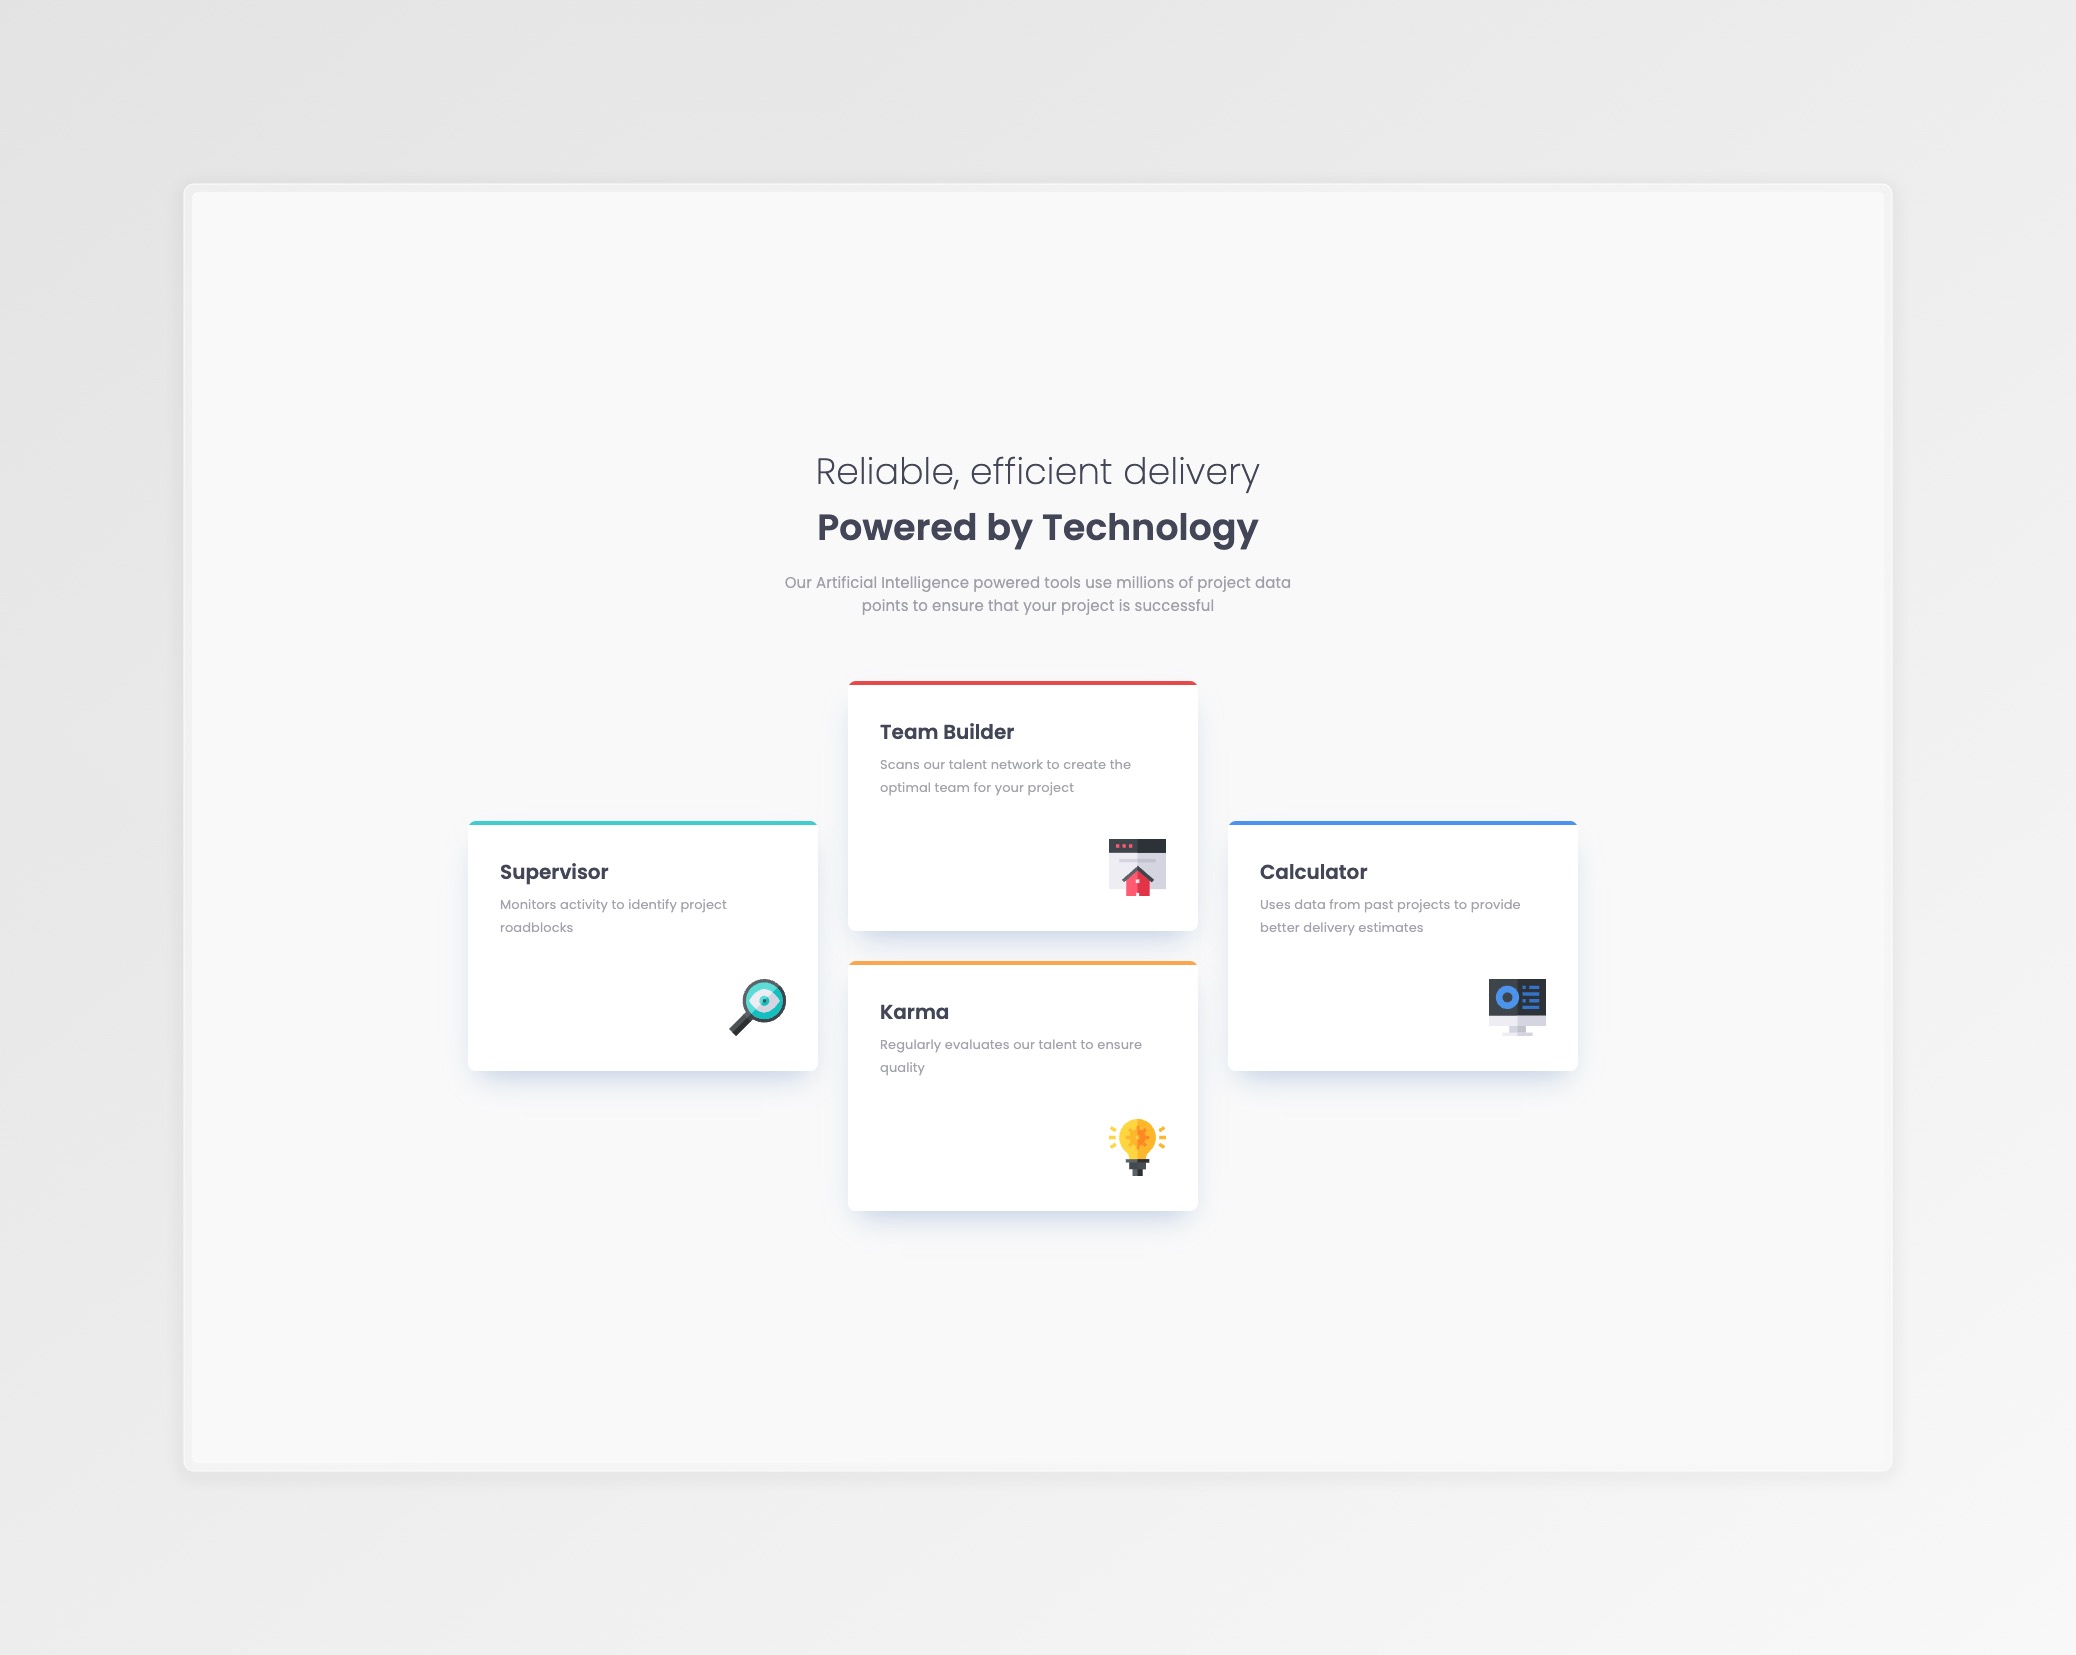 Reliable, efficient delivery
Powered by Technology
Our Artificial Intelligence powered tools use millions of project data
points to ensure that your project is successful
Supervisor
Monitors activity to identify project
roadblocks
Team Builder
Scans our talent network to create the
optimal team for your project
Karma
Regularly evaluates our talent to ensure
quality
Calculator
Uses data from past projects to provide
better delivery estimates